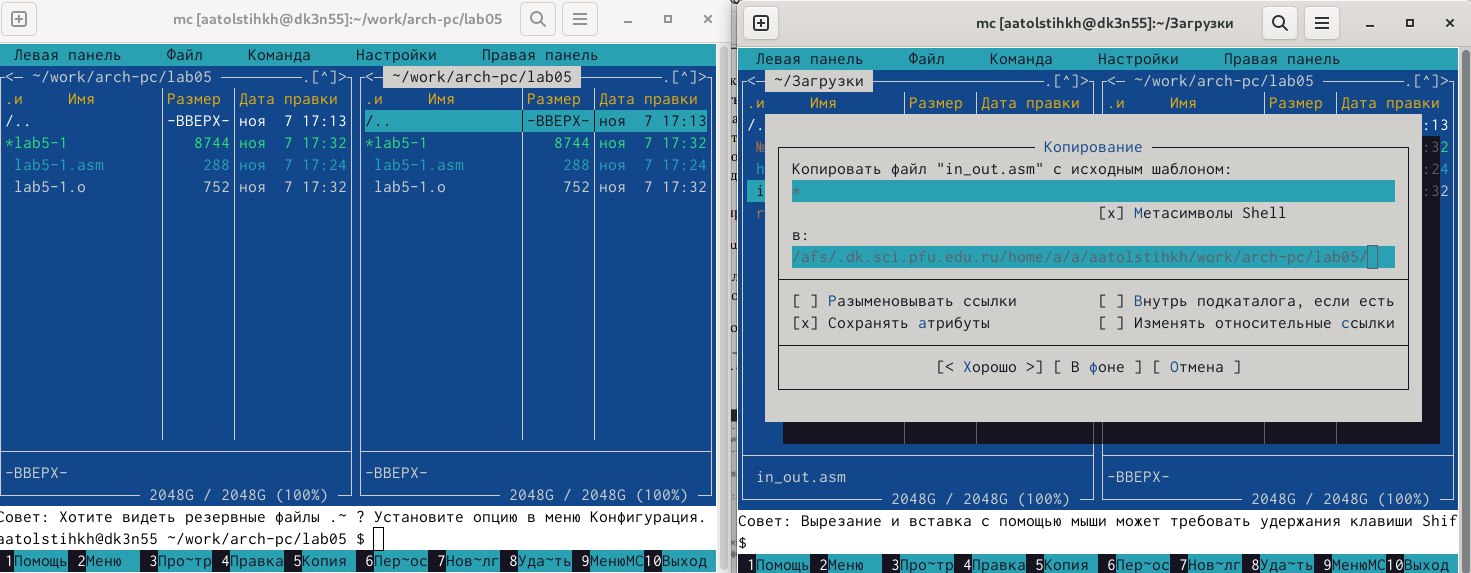 mc [aatolstihkh@dk3n55]:~/work/arch-pc/lab05
Левая панель Файл Команда Настройки Правая панель
<— ~/work/arch-pc/lab05 .[^]>
.и Имя Размер Дата правки
/.. -ВВЕРХ- ноя 7 17:13
*lab5-1 8744 ноя 7 17:32
lab5-1.asm 288 ноя 7 17:24
lab5-1.o 752 ноя 7 17:32
-ВВЕРХ-
2048G / 2048G (100%)
<— ~/work/arch-pc/lab05 .[^]>
.и Имя Размер Дата правки
/.. -ВВЕРХ- ноя 7 17:13
*lab5-1 8744 ноя 7 17:32
lab5-1.asm 288 ноя 7 17:24
lab5-1.o 752 ноя 7 17:32
-ВВЕРХ-
2048G / 2048G (100%)
Совет: Хотите видеть резервные файлы .~ ? Установите опцию в меню Конфигурация.
aatolstihkh@dk3n55 ~/work/arch-pc/lab05 $
1Помощь 2Меню 3Про~тр 4Правка 5Копия 6Пер~ос 7Нов~лг 8Уда~ть 9МенюМС 10Выход
mc [aatolstihkh@dk3n55]:~/Загрузки
Левая панель Файл Команда Настройки Правая панель
<— ~/Загрузки .[^]>
.и Имя Размер Дата правки
<— ~/work/arch-pc/lab05 .[^]>
.и Имя Размер Дата правки
/. :13
№ :32
h :24
i :32
r
Копирование
Копировать файл "in_out.asm" с исходным шаблоном:
*
[x] Метасимволы Shell
в:
/afs/.dk.sci.pfu.edu.ru/home/a/a/aatolstihkh/work/arch-pc/lab05/
[ ] Разыменовывать ссылки [ ] Внутрь подкаталога, если есть
[x] Сохранять атрибуты [ ] Изменять относительные ссылки
[< Хорошо >] [ В фоне ] [ Отмена ]
in_out.asm
2048G / 2048G (100%)
-ВВЕРХ-
2048G / 2048G (100%)
Совет: Вырезание и вставка с помощью мыши может требовать удержания клавиши Shif
$
1Помощь 2Меню 3Про~тр 4Правка 5Копия 6Пер~ос 7Нов~лг 8Уда~ть 9МенюМС 10Выход